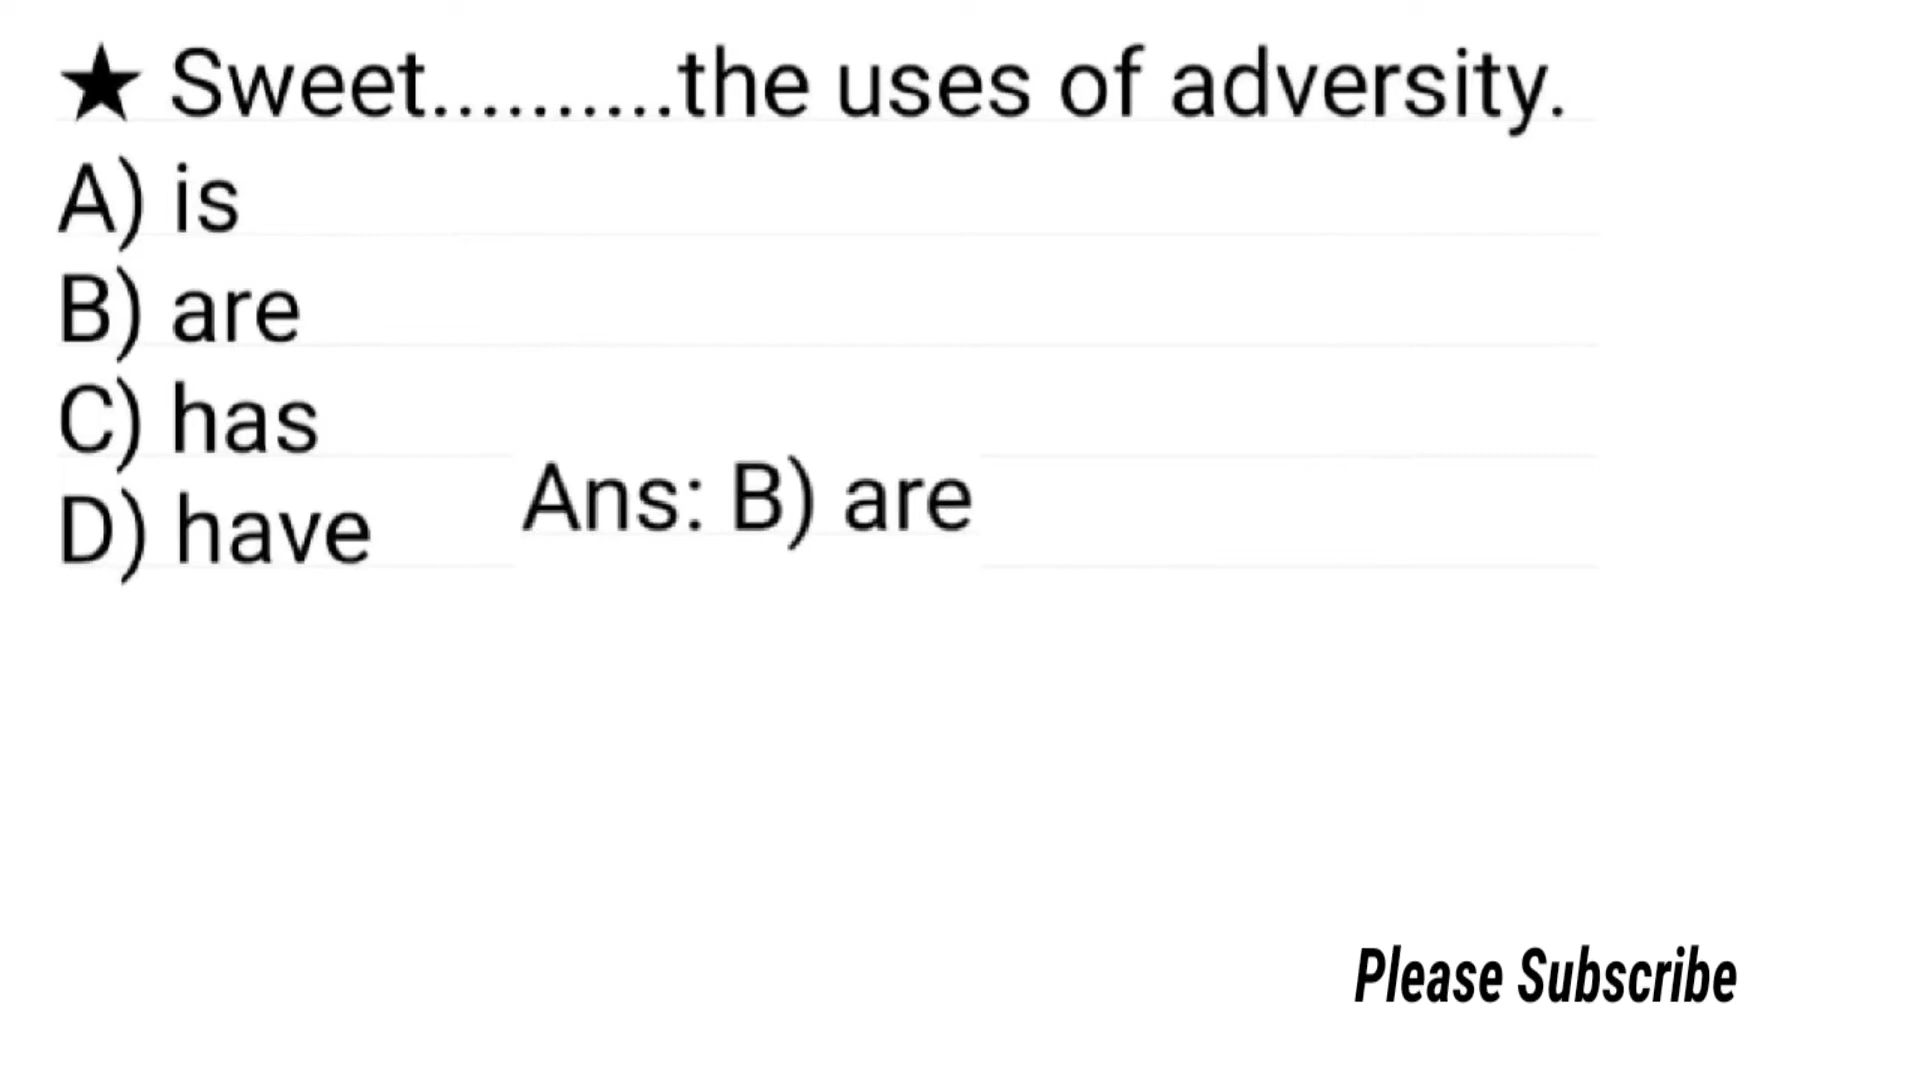 ★ Sweet..........the uses of adversity.
A) is
B) are
C) has
D) have
Ans: B) are
Please Subscribe